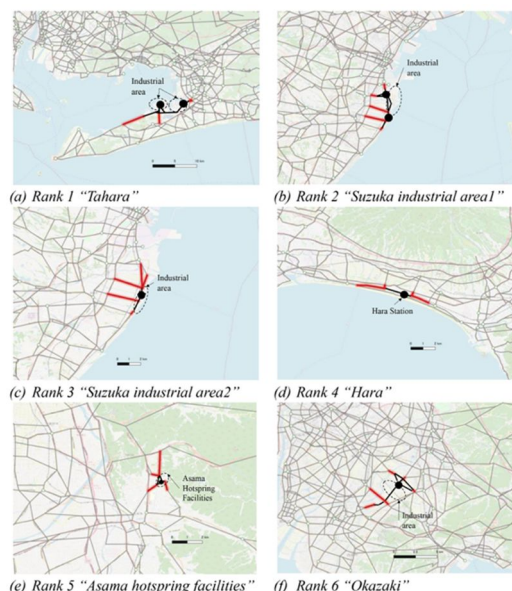 Industrial
area
(a) Rank 1 “Tahara”
Industrial
area
(b) Rank 2 “Suzuka industrial area1”
Industrial
area
(c) Rank 3 “Suzuka industrial area2”
Hara Station
(d) Rank 4 “Hara”
Asama
Hotspring
Facilities
(e) Rank 5 “Asama hotspring facilities”
Industrial
area
(f) Rank 6 “Okazaki”